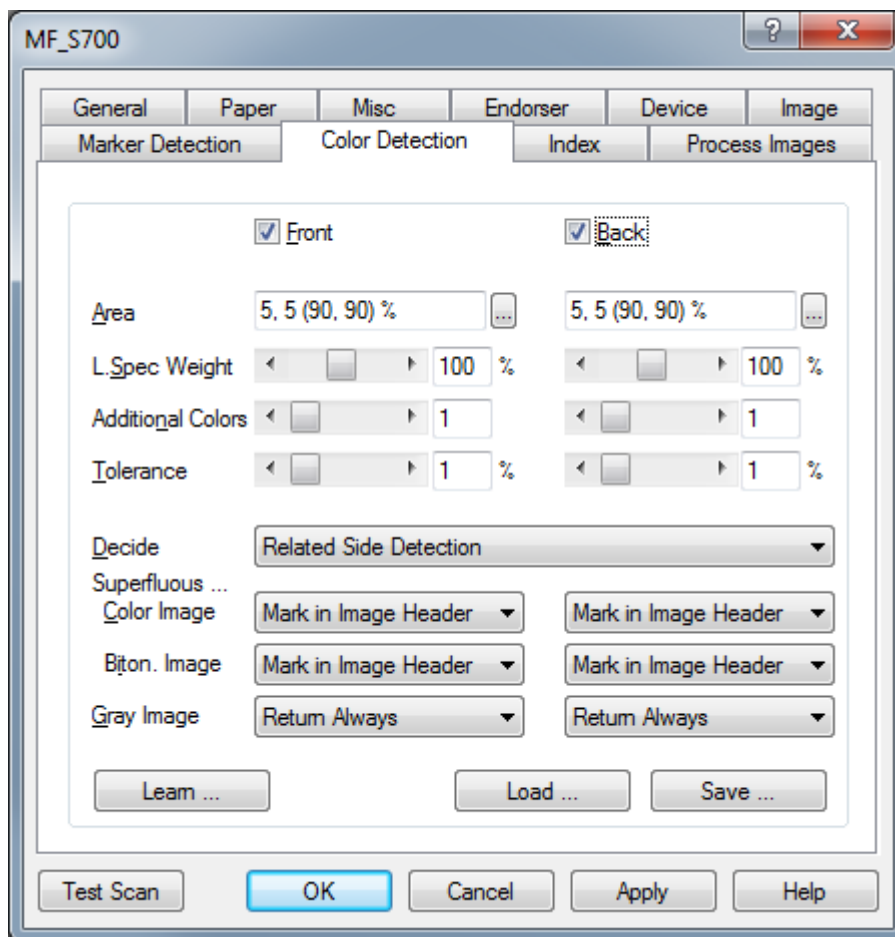 MF_S700
General Paper Misc Endorser Device Image
Marker Detection Color Detection Index Process Images
Front Back
Area 5, 5 (90, 90) % ... 5, 5 (90, 90) % ...
L.Spec Weight 100 % 100 %
Additional Colors 1 1
Tolerance 1 % 1 %
Decide Related Side Detection
Superfluous ...
Color Image Mark in Image Header Mark in Image Header
Biton. Image Mark in Image Header Mark in Image Header
Gray Image Return Always Return Always
Learn ... Load ... Save ...
Test Scan OK Cancel Apply Help